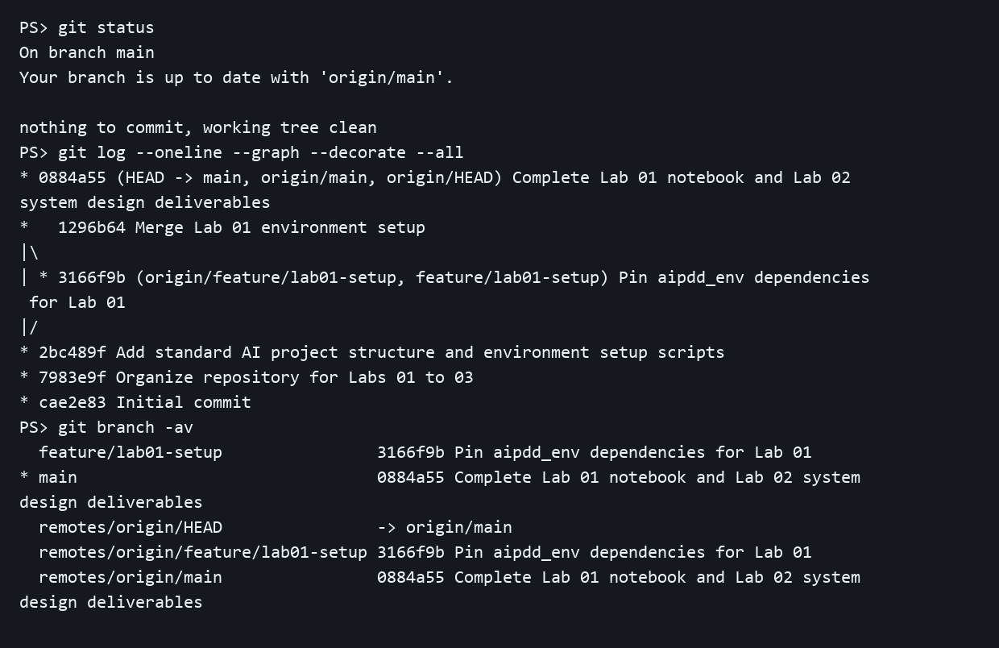 PS> git status
On branch main
Your branch is up to date with 'origin/main'.

nothing to commit, working tree clean
PS> git log --oneline --graph --decorate --all
* 0884a55 (HEAD -> main, origin/main, origin/HEAD) Complete Lab 01 notebook and Lab 02
system design deliverables
*   1296b64 Merge Lab 01 environment setup
|\
| * 3166f9b (origin/feature/lab01-setup, feature/lab01-setup) Pin aipdd_env dependencies
 for Lab 01
|/
* 2bc489f Add standard AI project structure and environment setup scripts
* 7983e9f Organize repository for Labs 01 to 03
* cae2e83 Initial commit
PS> git branch -av
  feature/lab01-setup                3166f9b Pin aipdd_env dependencies for Lab 01
* main                               0884a55 Complete Lab 01 notebook and Lab 02 system
design deliverables
  remotes/origin/HEAD                -> origin/main
  remotes/origin/feature/lab01-setup 3166f9b Pin aipdd_env dependencies for Lab 01
  remotes/origin/main                0884a55 Complete Lab 01 notebook and Lab 02 system
design deliverables